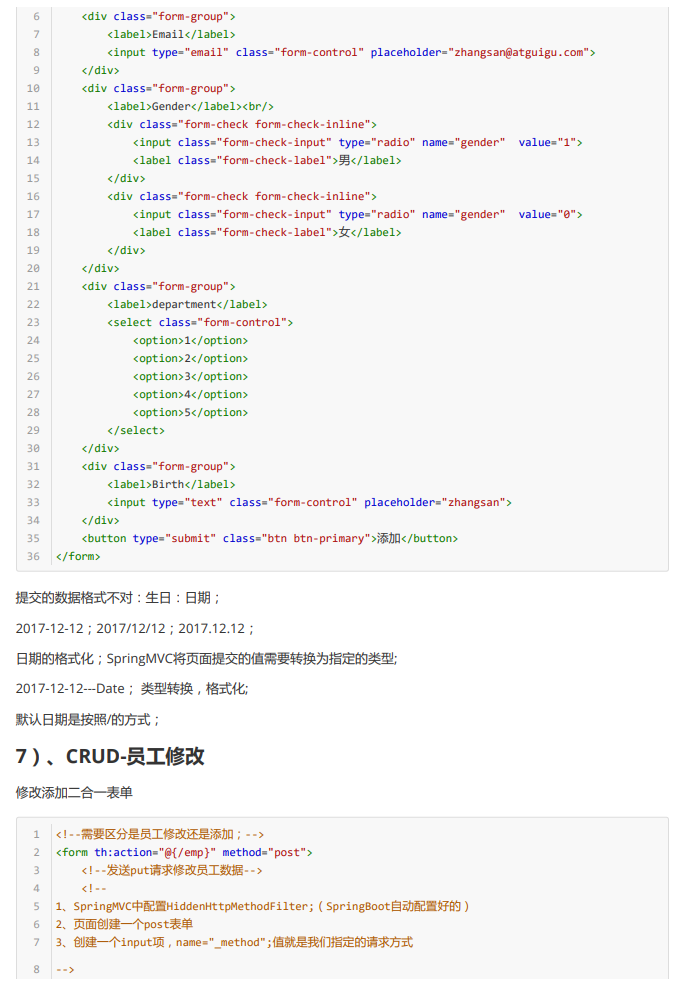 6 <div class="form-group">
7 <label>Email</label>
8 <input type="email" class="form-control" placeholder="zhangsan@atguigu.com">
9 </div>
10 <div class="form-group">
11 <label>Gender</label><br/>
12 <div class="form-check form-check-inline">
13 <input class="form-check-input" type="radio" name="gender"  value="1">
14 <label class="form-check-label">男</label>
15 </div>
16 <div class="form-check form-check-inline">
17 <input class="form-check-input" type="radio" name="gender"  value="0">
18 <label class="form-check-label">女</label>
19 </div>
20 </div>
21 <div class="form-group">
22 <label>department</label>
23 <select class="form-control">
24 <option>1</option>
25 <option>2</option>
26 <option>3</option>
27 <option>4</option>
28 <option>5</option>
29 </select>
30 </div>
31 <div class="form-group">
32 <label>Birth</label>
33 <input type="text" class="form-control" placeholder="zhangsan">
34 </div>
35 <button type="submit" class="btn btn-primary">添加</button>
36 </form>
提交的数据格式不对：生日：日期；
2017-12-12；2017/12/12；2017.12.12；
日期的格式化；SpringMVC将页面提交的值需要转换为指定的类型;
2017-12-12---Date； 类型转换，格式化;
默认日期是按照/的方式；
7）、CRUD-员工修改
修改添加二合一表单
1 <!--需要区分是员工修改还是添加；-->
2 <form th:action="@{/emp}" method="post">
3 <!--发送put请求修改员工数据-->
4 <!--
5 1、SpringMVC中配置HiddenHttpMethodFilter;（SpringBoot自动配置好的）
6 2、页面创建一个post表单
7 3、创建一个input项，name="_method";值就是我们指定的请求方式
8 -->